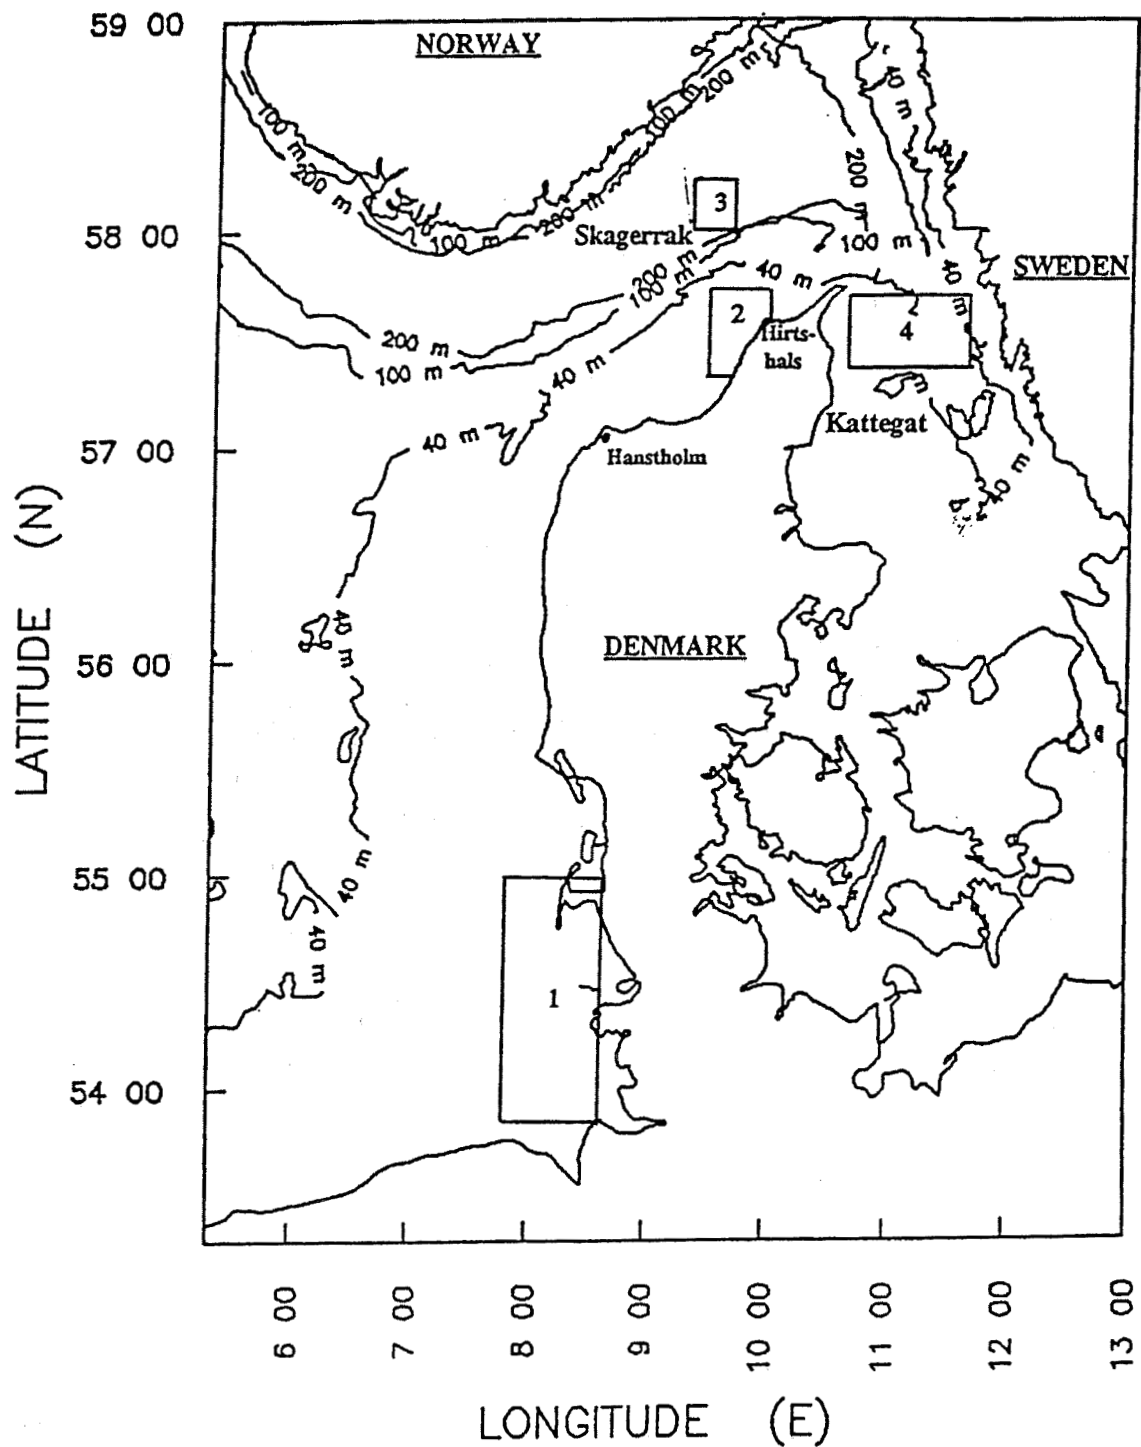 59 00
NORWAY
100 m
200 m
100 m
200 m
40 m
200 m
3
58 00
100 m
200 m
Skagerrak
200 m
100 m
100 m
40 m
40 m
SWEDEN
200 m
100 m
2
Hirts-
hals
4
40 m
m
Kattegat
57 00
40 m
Hanstholm
40 m
40 m
56 00
DENMARK
55 00
40 m
40 m
1
54 00
LATITUDE (N)
6 00
7 00
8 00
9 00
10 00
11 00
12 00
13 00
LONGITUDE (E)